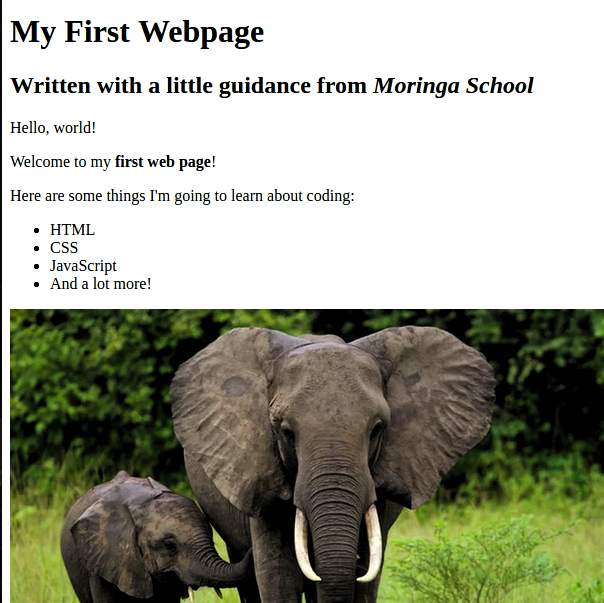 My First Webpage
Written with a little guidance from Moringa School
Hello, world!
Welcome to my first web page!
Here are some things I'm going to learn about coding:
HTML
CSS
JavaScript
And a lot more!